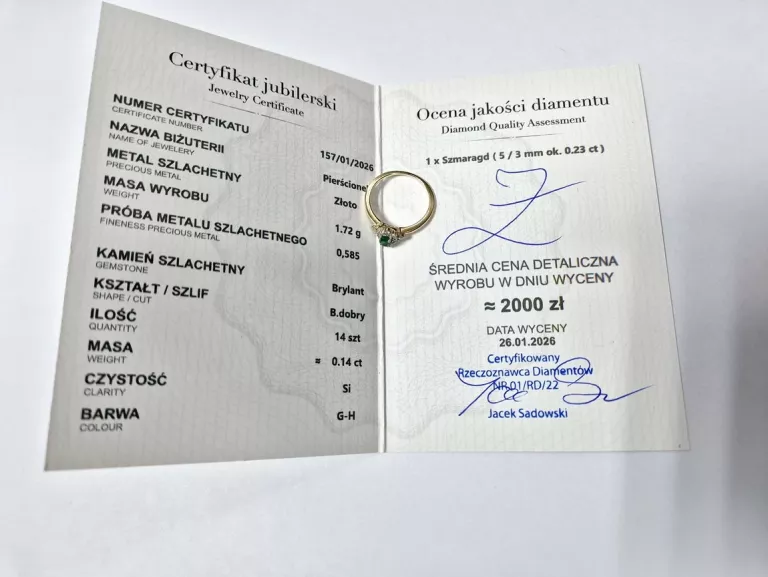 Certyfikat jubilerski
Jewelry Certificate
NUMER CERTYFIKATU
CERTIFICATE NUMBER
157/01/2026
NAZWA BIŻUTERII
NAME OF JEWELERY
Pierścionek
METAL SZLACHETNY
PRECIOUS METAL
Złoto
MASA WYROBU
WEIGHT
1.72 g
PRÓBA METALU SZLACHETNEGO
FINENESS PRECIOUS METAL
0,585
KAMIEŃ SZLACHETNY
GEMSTONE
Brylant
KSZTAŁT / SZLIF
SHAPE / CUT
B.dobry
ILOŚĆ
QUANTITY
14 szt
MASA
WEIGHT
≈ 0.14 ct
CZYSTOŚĆ
CLARITY
Si
BARWA
COLOUR
G-H
Ocena jakości diamentu
Diamond Quality Assessment
1 x Szmaragd ( 5 / 3 mm ok. 0.23 ct )
ŚREDNIA CENA DETALICZNA
WYROBU W DNIU WYCENY
≈ 2000 zł
DATA WYCENY
26.01.2026
Certyfikowany
Rzeczoznawca Diamentów
NR 01/RD/22
Jacek Sadowski